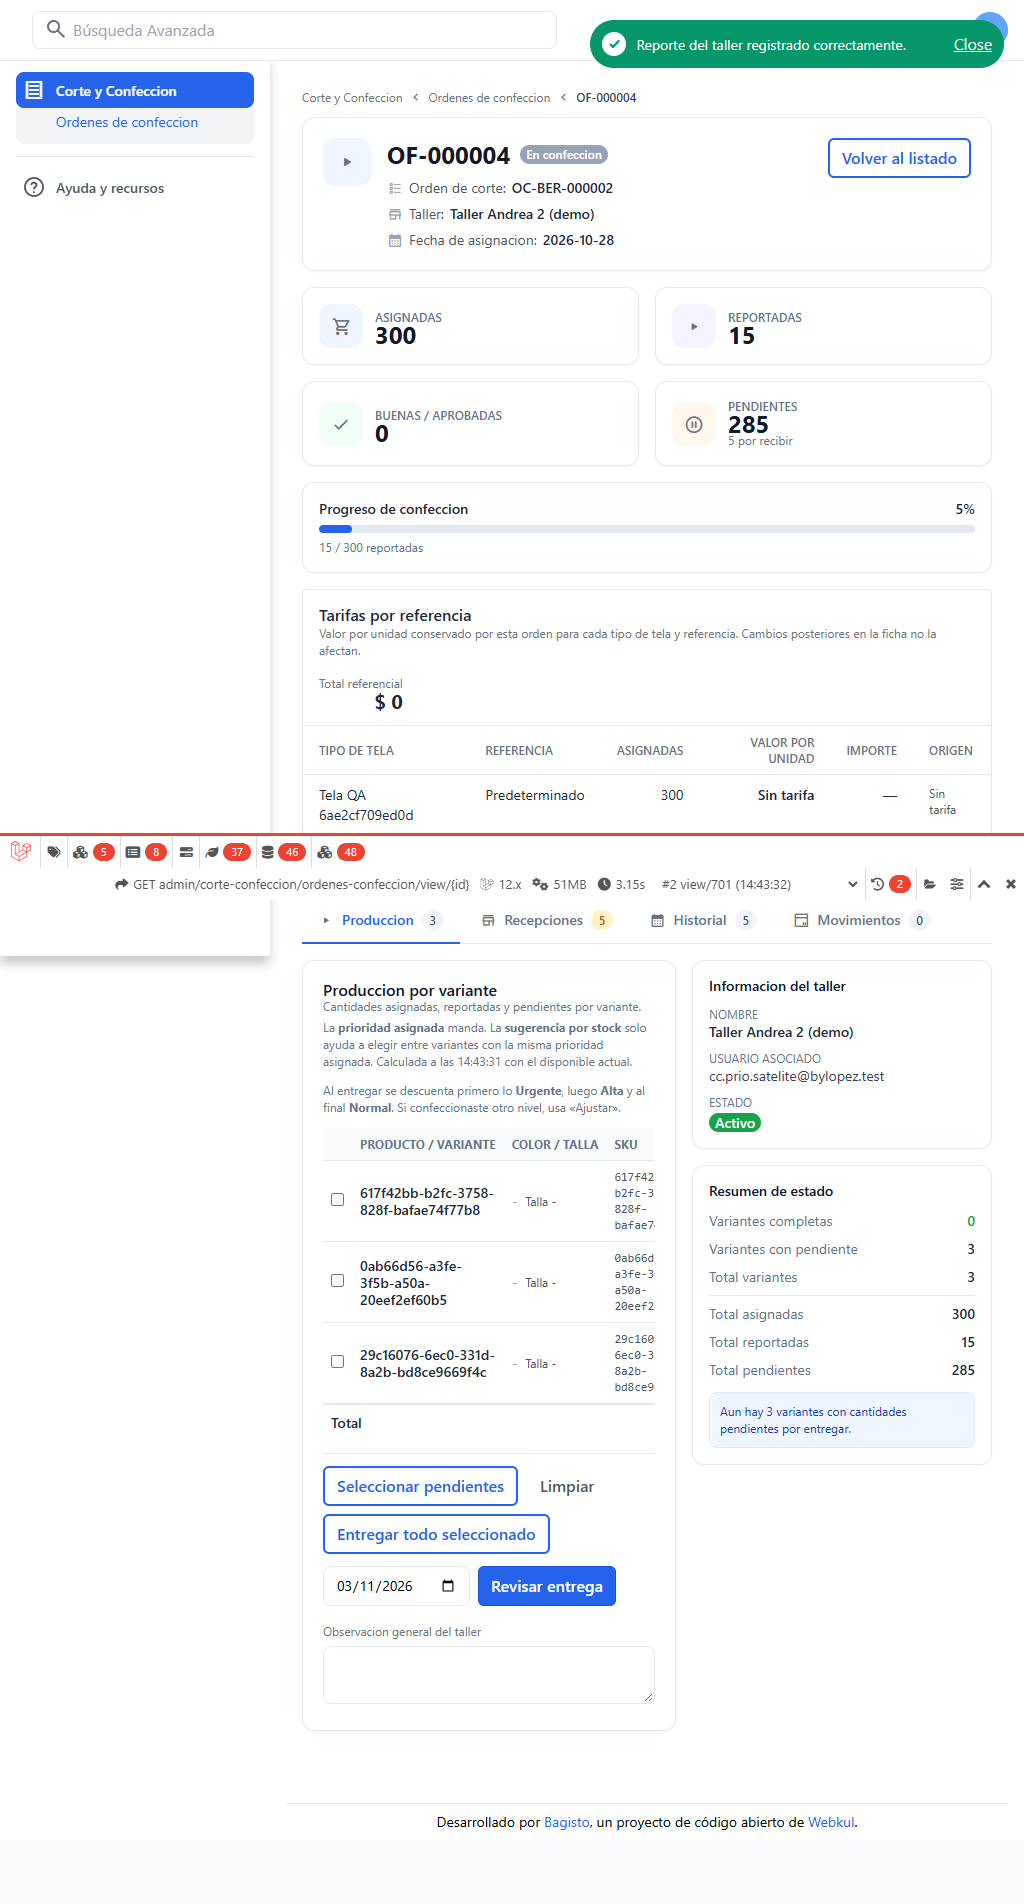 Búsqueda Avanzada
Reporte del taller registrado correctamente.
Close
Corte y Confeccion
Ordenes de confeccion
Ayuda y recursos
Corte y Confeccion < Ordenes de confeccion < OF-000004
OF-000004 En confeccion
Volver al listado
Orden de corte: OC-BER-000002
Taller: Taller Andrea 2 (demo)
Fecha de asignacion: 2026-10-28
ASIGNADAS
300
REPORTADAS
15
BUENAS / APROBADAS
0
PENDIENTES
285
5 por recibir
Progreso de confeccion 5%
15 / 300 reportadas
Tarifas por referencia
Valor por unidad conservado por esta orden para cada tipo de tela y referencia. Cambios posteriores en la ficha no la
afectan.
Total referencial
$ 0
TIPO DE TELA REFERENCIA ASIGNADAS VALOR POR UNIDAD IMPORTE ORIGEN
Tela QA Predeterminado 300 Sin tarifa — Sin tarifa
6ae2cf709ed0d
5 8 37 46 48
GET admin/corte-confeccion/ordenes-confeccion/view/{id} 12.x 51MB 3.15s #2 view/701 (14:43:32) 2
Produccion 3 Recepciones 5 Historial 5 Movimientos 0
Produccion por variante
Cantidades asignadas, reportadas y pendientes por variante.
La prioridad asignada manda. La sugerencia por stock solo
ayuda a elegir entre variantes con la misma prioridad
asignada. Calculada a las 14:43:31 con el disponible actual.
Al entregar se descuenta primero lo Urgente, luego Alta y al
final Normal. Si confeccionaste otro nivel, usa «Ajustar».
PRODUCTO / VARIANTE COLOR / TALLA SKU
617f42bb-b2fc-3758-
828f-bafae74f77b8
- Talla -
617f42
b2fc-3
828f-
bafae7
0ab66d56-a3fe-
3f5b-a50a-
20eef2ef60b5
- Talla -
0ab66d
a3fe-3
a50a-
20eef2
29c16076-6ec0-331d-
8a2b-bd8ce9669f4c
- Talla -
29c160
6ec0-3
8a2b-
bd8ce9
Total
Seleccionar pendientes Limpiar
Entregar todo seleccionado
03/11/2026 Revisar entrega
Observacion general del taller
Informacion del taller
NOMBRE
Taller Andrea 2 (demo)
USUARIO ASOCIADO
cc.prio.satelite@bylopez.test
ESTADO
Activo
Resumen de estado
Variantes completas 0
Variantes con pendiente 3
Total variantes 3
Total asignadas 300
Total reportadas 15
Total pendientes 285
Aun hay 3 variantes con cantidades
pendientes por entregar.
Desarrollado por Bagisto, un proyecto de código abierto de Webkul.